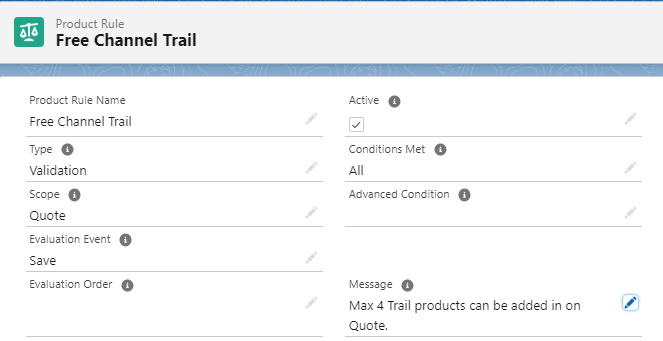 Product Rule
Free Channel Trail
Product Rule Name
Free Channel Trail
Active
Type
Validation
Conditions Met
All
Scope
Quote
Advanced Condition
Evaluation Event
Save
Evaluation Order
Message
Max 4 Trail products can be added in on
Quote.